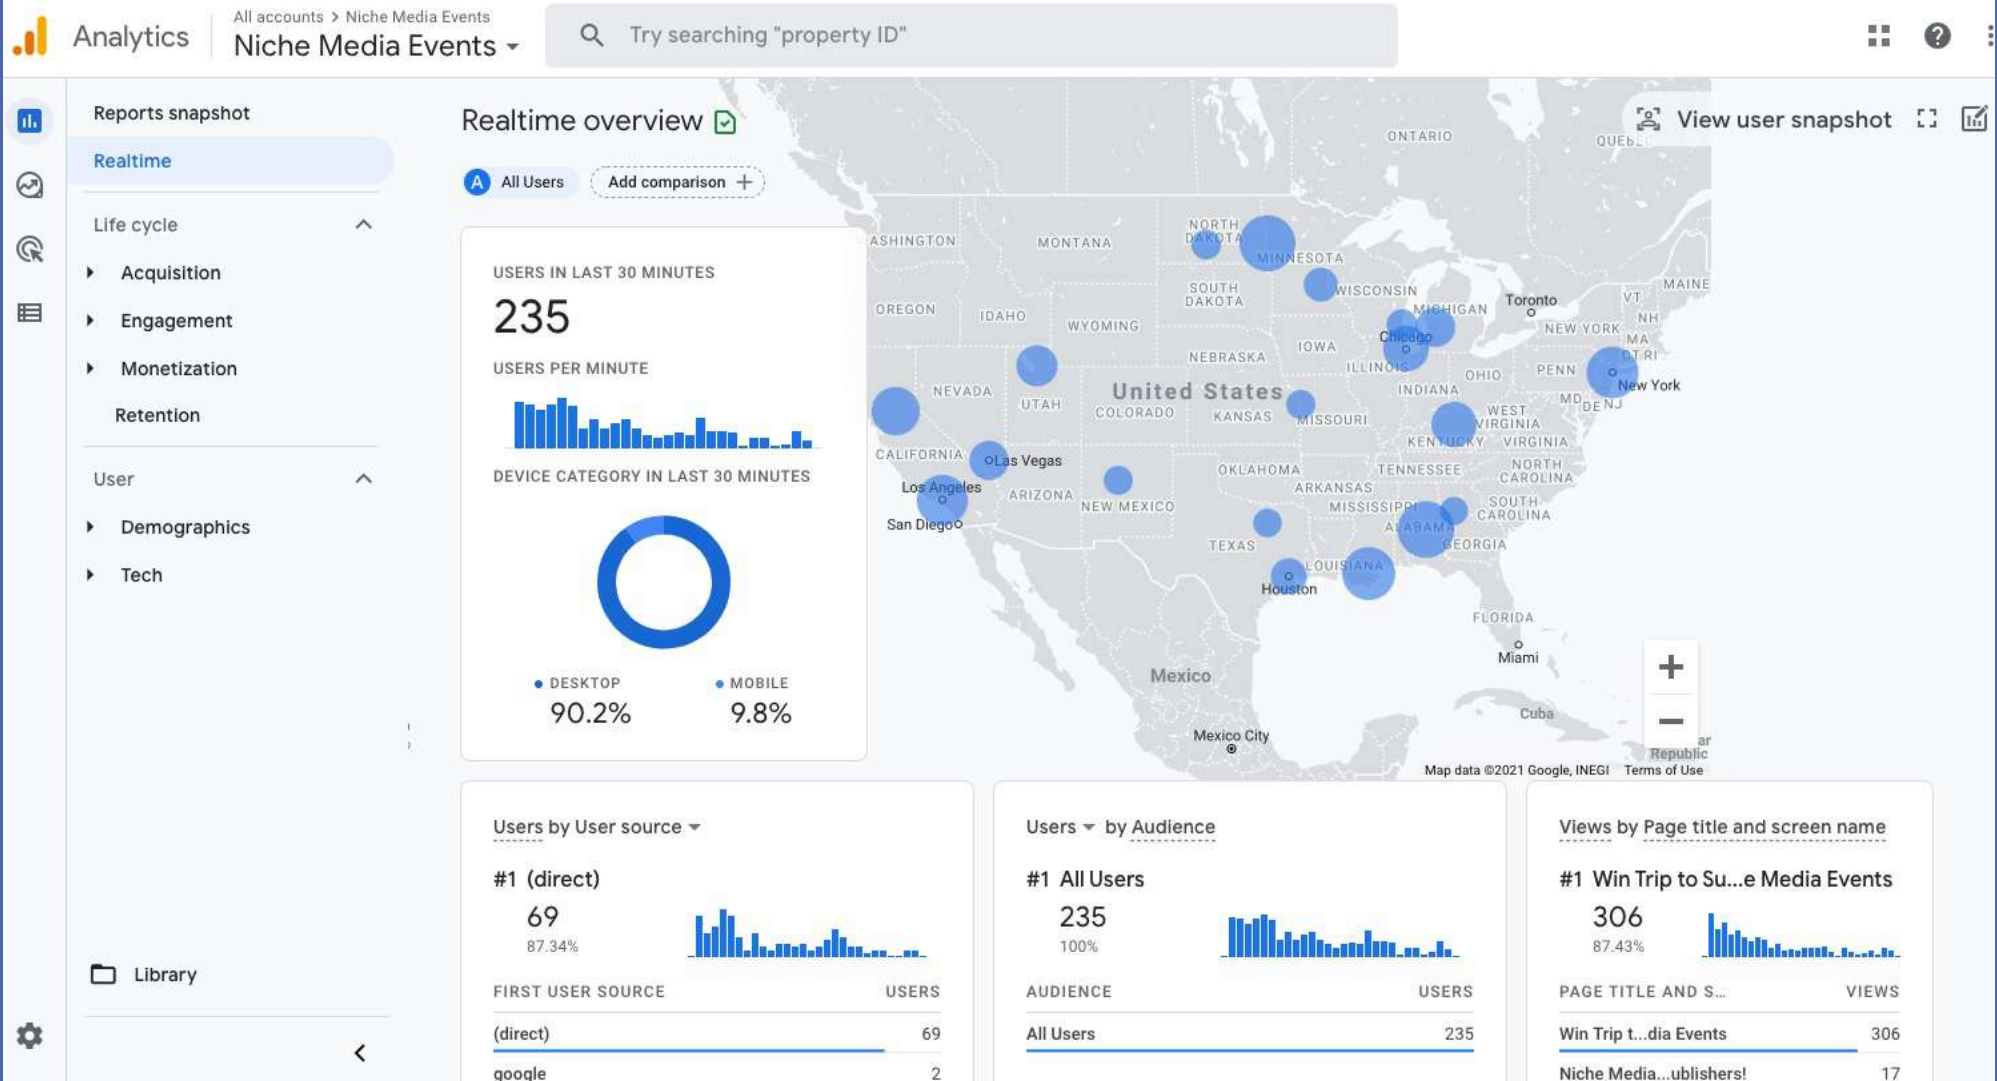 Analytics
All accounts > Niche Media Events
Niche Media Events
Try searching "property ID"
Reports snapshot
Realtime
Life cycle
Acquisition
Engagement
Monetization
Retention
User
Demographics
Tech
Library
Realtime overview
View user snapshot
A All Users
Add comparison +
USERS IN LAST 30 MINUTES
235
USERS PER MINUTE
DEVICE CATEGORY IN LAST 30 MINUTES
DESKTOP
90.2%
MOBILE
9.8%
ONTARIO
ASHINGTON
MONTANA
NORTH
DAKOTA
MINNESOTA
OREGON
IDAHO
WYOMING
SOUTH
DAKOTA
WISCONSIN
MICHIGAN
Toronto
VT
MAINE
NH
NEW YORK
MA
CT RI
Chicago
NEBRASKA
IOWA
ILLINOIS
INDIANA
OHIO
PENN
New York
NEVADA
UTAH
United States
COLORADO
KANSAS
MISSOURI
WEST
VIRGINIA
MD
DE NJ
KENTUCKY
VIRGINIA
CALIFORNIA
Las Vegas
OKLAHOMA
TENNESSEE
NORTH
CAROLINA
Los Angeles
ARIZONA
NEW MEXICO
ARKANSAS
MISSISSIPPI
SOUTH
CAROLINA
San Diego
ALABAMA
TEXAS
GEORGIA
LOUISIANA
Houston
FLORIDA
Miami
Mexico
Cuba
Mexico City
Republic
Map data ©2021 Google, INEGI
Terms of Use
Users by User source
#1 (direct)
69
87.34%
FIRST USER SOURCE
USERS
(direct)
69
google
2
Users by Audience
#1 All Users
235
100%
AUDIENCE
USERS
All Users
235
Views by Page title and screen name
#1 Win Trip to Su...e Media Events
306
87.43%
PAGE TITLE AND S...
VIEWS
Win Trip t...dia Events
306
Niche Media...ublishers!
17